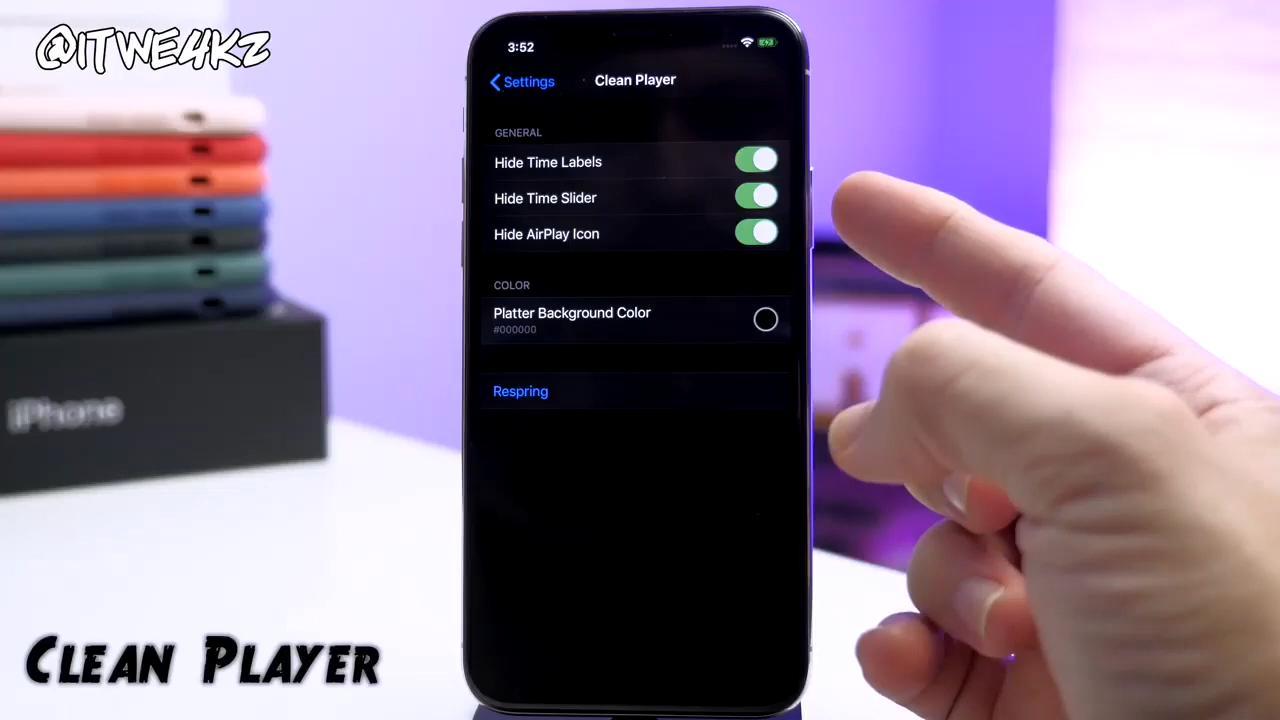 @iTWE4KZ
3:52
Settings
Clean Player
GENERAL
Hide Time Labels
Hide Time Slider
Hide AirPlay Icon
COLOR
Platter Background Color
#000000
Respring
iPhone
CLEAN PLAYER